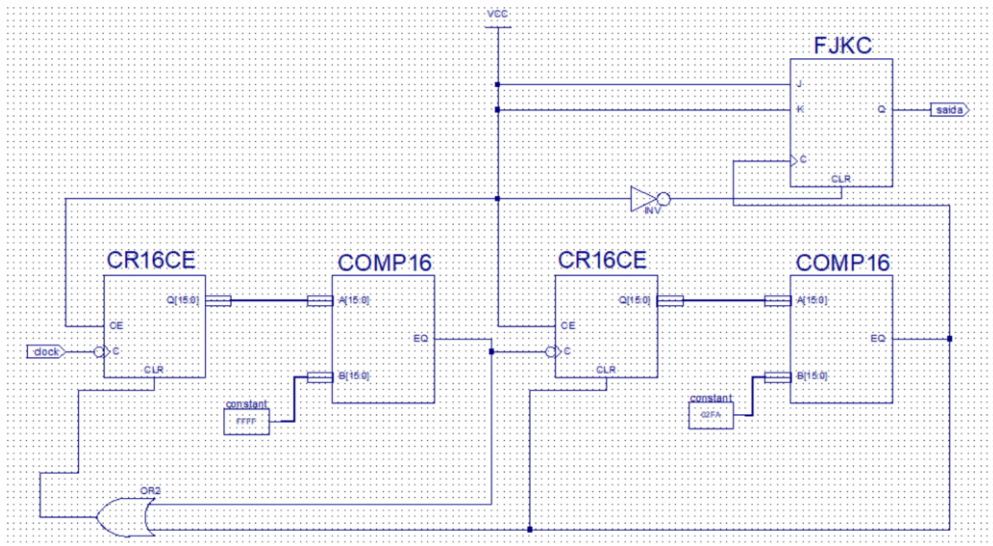 VCC
FJKC
J
K
Q
saida
C
CLR
INV
CR16CE
COMP16
CR16CE
COMP16
Q[15:0]
A[15:0]
Q[15:0]
A[15:0]
CE
EQ
CE
EQ
clock
C
C
CLR
B[15:0]
CLR
B[15:0]
constant
FFFF
constant
02FA
OR2